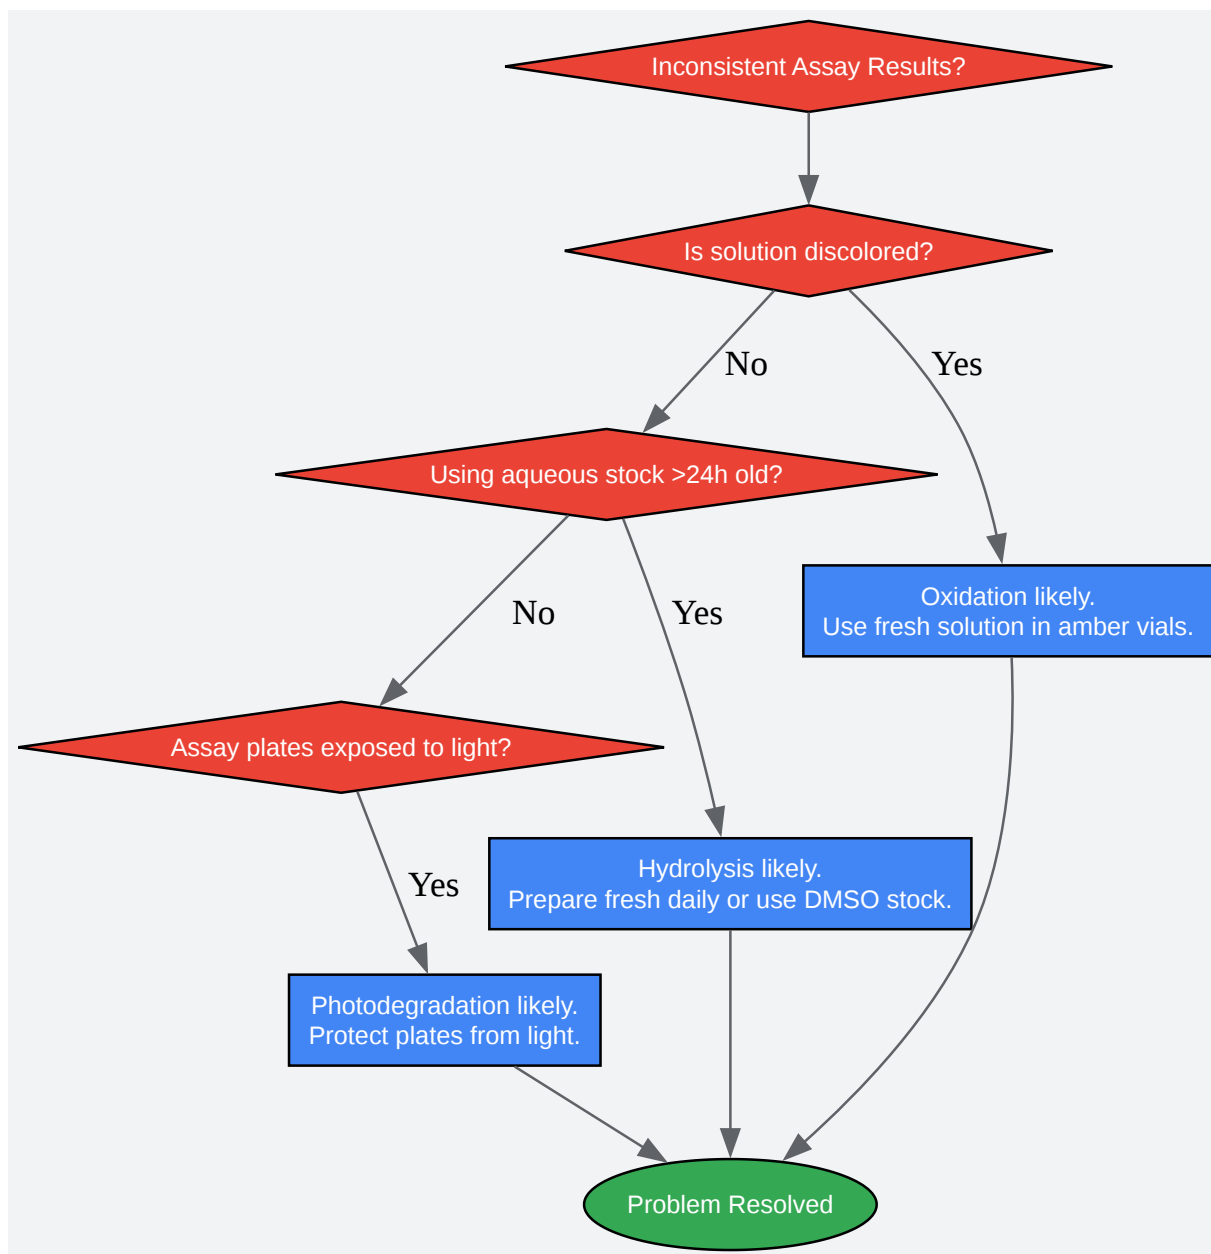 Inconsistent Assay Results?
Is solution discolored?
No
Yes
Using aqueous stock >24h old?
Oxidation likely.
Use fresh solution in amber vials.
No
Yes
Assay plates exposed to light?
Hydrolysis likely.
Prepare fresh daily or use DMSO stock.
Yes
Photodegradation likely.
Protect plates from light.
Problem Resolved